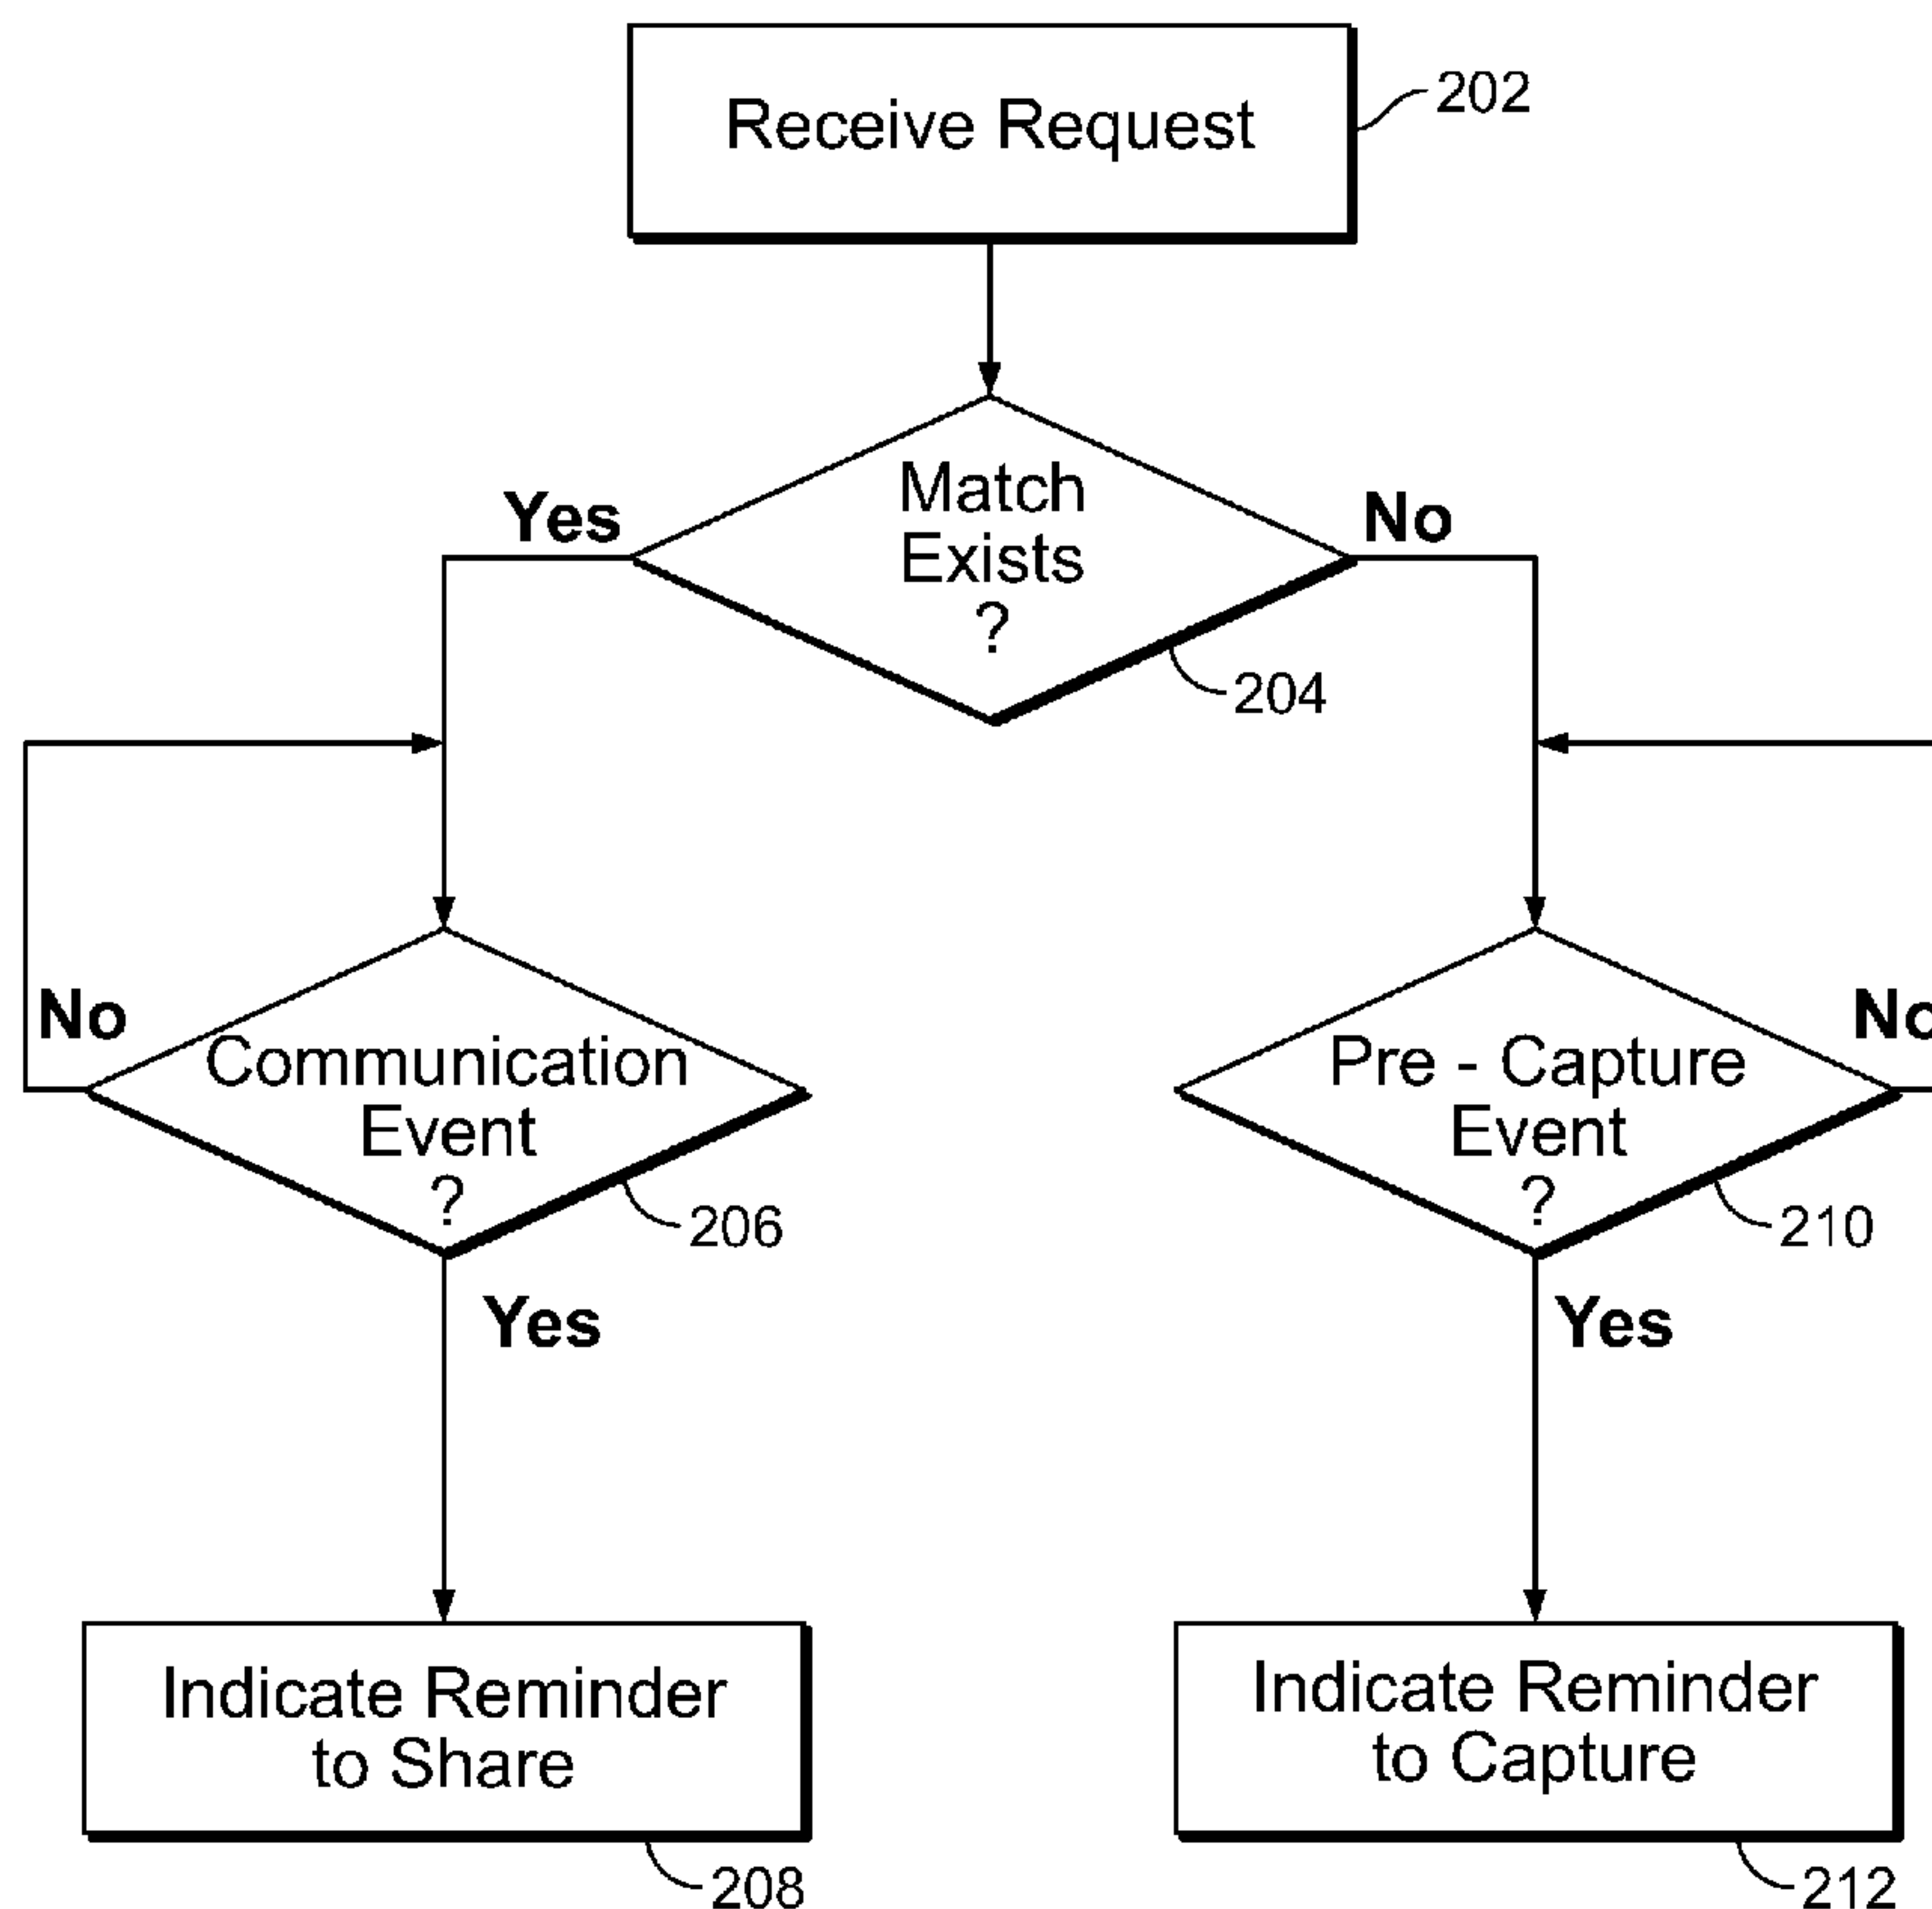 Receive Request
202
Match
Exists
?
Yes
No
204
Communication
Event
?
No
206
Yes
Pre - Capture
Event
?
No
210
Yes
Indicate Reminder
to Share
208
Indicate Reminder
to Capture
212